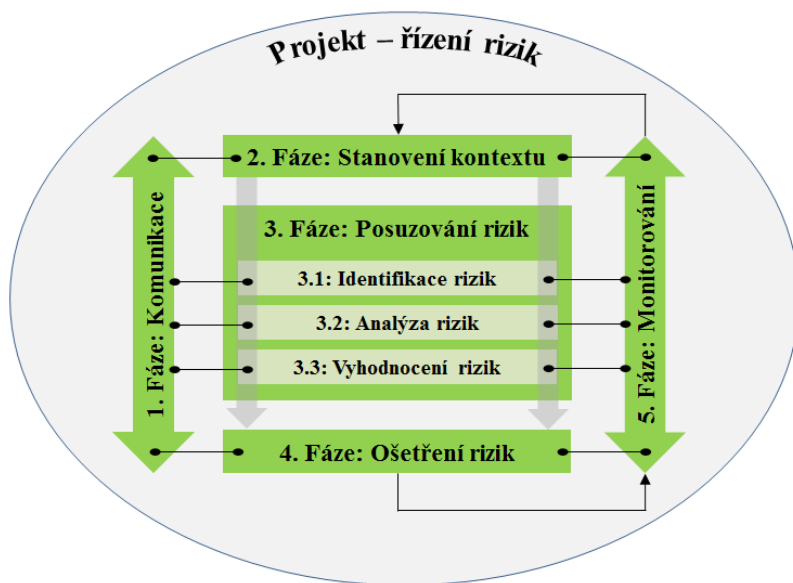 Projekt – řízení rizik
2. Fáze: Stanovení kontextu
1. Fáze: Komunikace
3. Fáze: Posuzování rizik
3.1: Identifikace rizik
3.2: Analýza rizik
3.3: Vyhodnocení rizik
5. Fáze: Monitorování
4. Fáze: Ošetření rizik